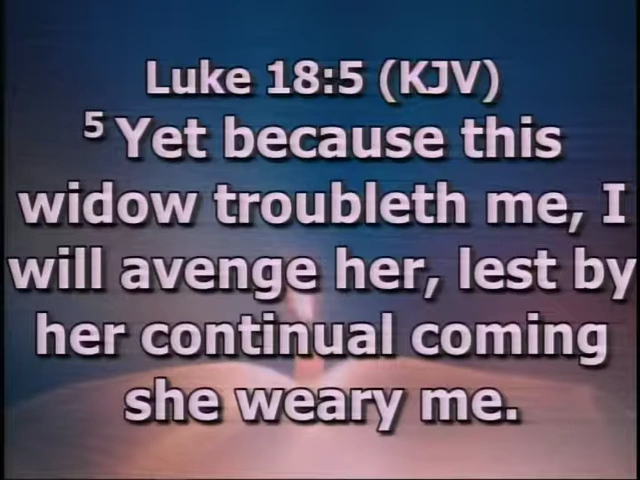 Luke 18:5 (KJV)
5 Yet because this
widow troubleth me, I
will avenge her, lest by
her continual coming
she weary me.